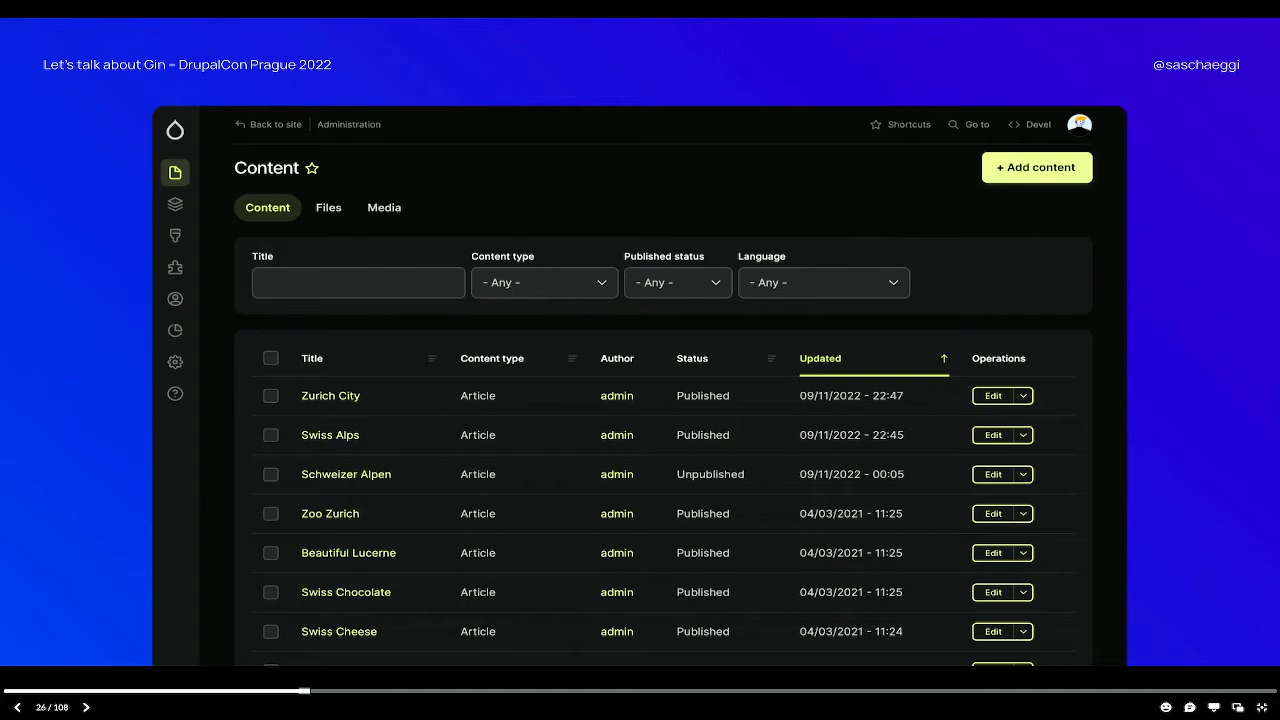 Let's talk about Gin – DrupalCon Prague 2022
@saschaeggi
Back to site Administration
Shortcuts Go to Devel
Content
+ Add content
Content Files Media
Title Content type Published status Language
- Any - - Any - - Any -
Title Content type Author Status Updated Operations
Zurich City Article admin Published 09/11/2022 - 22:47 Edit
Swiss Alps Article admin Published 09/11/2022 - 22:45 Edit
Schweizer Alpen Article admin Unpublished 09/11/2022 - 00:05 Edit
Zoo Zurich Article admin Published 04/03/2021 - 11:25 Edit
Beautiful Lucerne Article admin Published 04/03/2021 - 11:25 Edit
Swiss Chocolate Article admin Published 04/03/2021 - 11:25 Edit
Swiss Cheese Article admin Published 04/03/2021 - 11:24 Edit
26 / 108